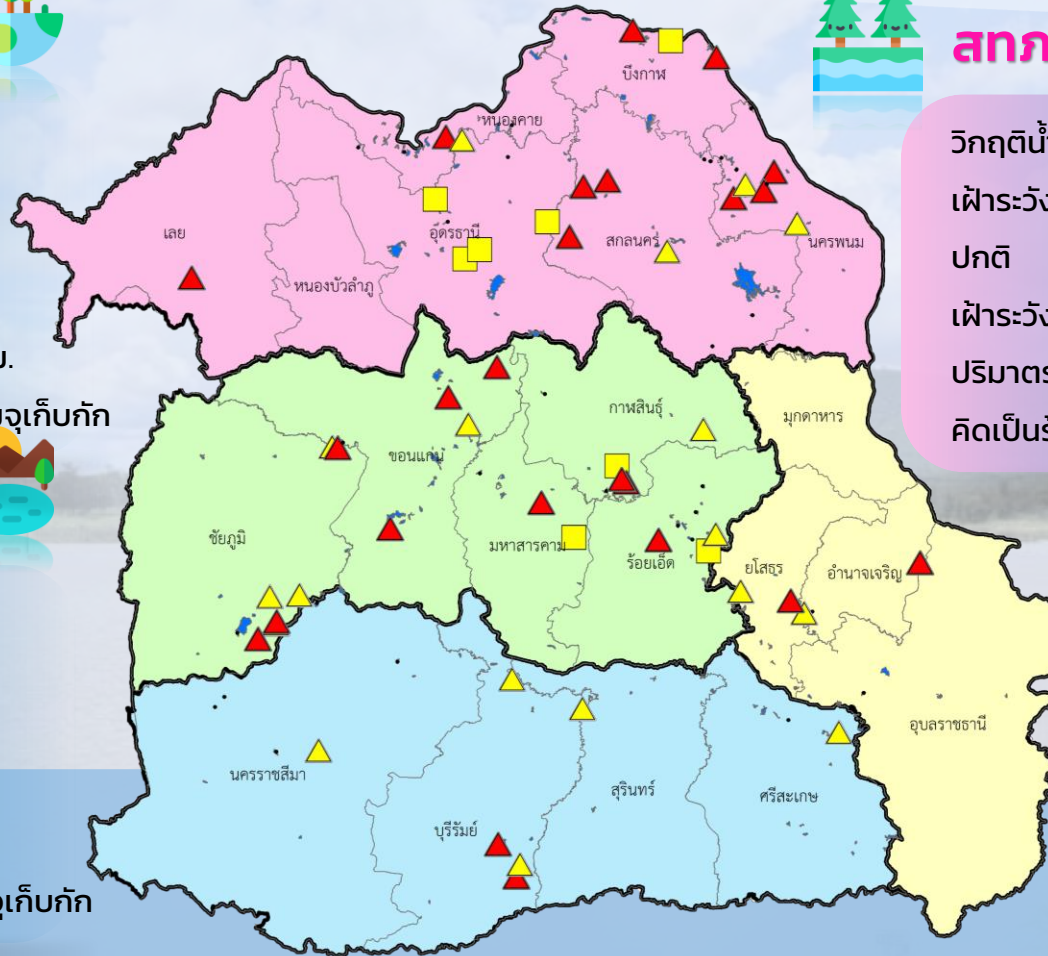 สทภ
วิกฤติน้
เฝ้าระวัง
ปกติ
เฝ้าระวัง
ปริมาตร
คิดเป็นร้
ม.
จุเก็บกัก
จุเก็บกัก
บึงกาฬ
หนองคาย
เลย
อุดรธานี
สกลนคร
นครพนม
หนองบัวลำภู
กาฬสินธุ์
มุกดาหาร
ขอนแก่น
ชัยภูมิ
มหาสารคาม
ร้อยเอ็ด
ยโสธร
อำนาจเจริญ
อุบลราชธานี
นครราชสีมา
บุรีรัมย์
สุรินทร์
ศรีสะเกษ